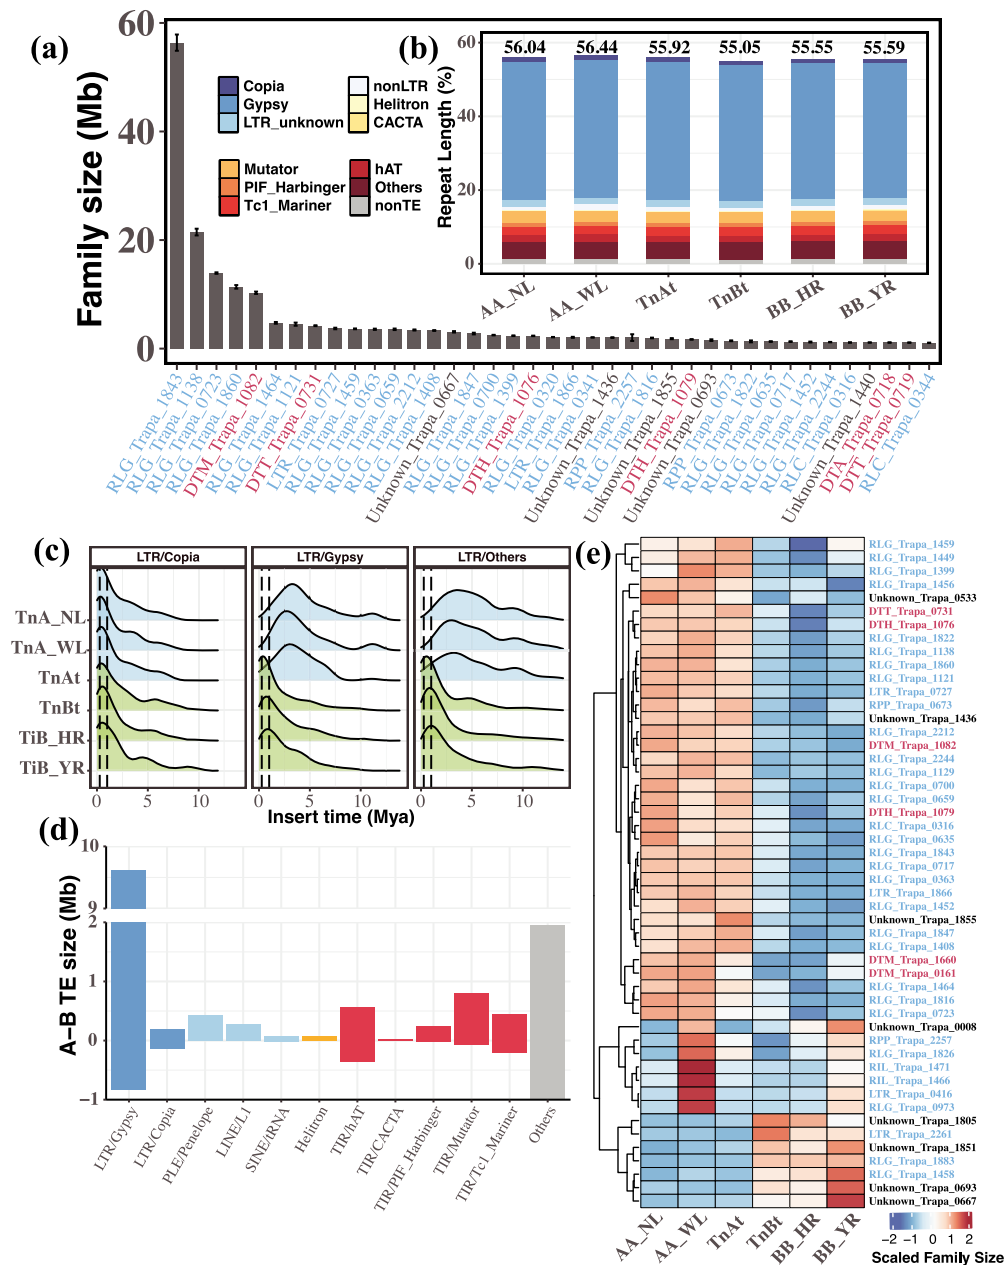 (a)
Family size (Mb)
60
40
20
0
Copia
Gypsy
LTR_unknown
nonLTR
Helitron
CACTA
Mutator
PIF_Harbinger
Tc1_Mariner
hAT
Others
nonTE
(b)
Repeat Length (%)
60
40
20
0
56.04 56.44 55.92 55.05 55.55 55.59
AA_NL AA_WL TnAt TnBt BB_HR BB_YR
RLG_Trapa_1843
RLG_Trapa_1138
RLG_Trapa_0723
RLG_Trapa_1860
DTM_Trapa_1082
RLG_Trapa_1464
RLG_Trapa_1121
DTT_Trapa_0731
LTR_Trapa_0727
RLG_Trapa_1459
RLG_Trapa_0363
RLG_Trapa_0659
RLG_Trapa_2212
RLG_Trapa_1408
Unknown_Trapa_0667
RLG_Trapa_1847
RLG_Trapa_0700
RLG_Trapa_1399
DTH_Trapa_1076
RLG_Trapa_0320
LTR_Trapa_1866
RLG_Trapa_0341
Unknown_Trapa_1436
RPP_Trapa_2257
RLG_Trapa_1816
Unknown_Trapa_1855
DTH_Trapa_1079
Unknown_Trapa_0693
RPP_Trapa_0673
RLG_Trapa_1822
RLG_Trapa_0635
RLG_Trapa_0717
RLG_Trapa_1452
RLG_Trapa_2244
RLC_Trapa_0316
Unknown_Trapa_1440
DTA_Trapa_0718
DTT_Trapa_0719
RLC_Trapa_0344
(c)
LTR/Copia LTR/Gypsy LTR/Others
TnA_NL
TnA_WL
TnAt
TnBt
TiB_HR
TiB_YR
0 5 10 0 5 10 0 5 10
Insert time (Mya)
(d)
A−B TE size (Mb)
10
9
2
1
0
−1
LTR/Gypsy
LTR/Copia
PLE/Penelope
LINE/L1
SINE/tRNA
Helitron
TIR/hAT
TIR/CACTA
TIR/PIF_Harbinger
TIR/Mutator
TIR/Tc1_Mariner
Others
(e)
RLG_Trapa_1459
RLG_Trapa_1449
RLG_Trapa_1399
RLG_Trapa_1456
Unknown_Trapa_0533
DTT_Trapa_0731
DTH_Trapa_1076
RLG_Trapa_1822
RLG_Trapa_1138
RLG_Trapa_1860
RLG_Trapa_1121
LTR_Trapa_0727
RPP_Trapa_0673
Unknown_Trapa_1436
RLG_Trapa_2212
DTM_Trapa_1082
RLG_Trapa_2244
RLG_Trapa_1129
RLG_Trapa_0700
RLG_Trapa_0659
DTH_Trapa_1079
RLC_Trapa_0316
RLG_Trapa_0635
RLG_Trapa_1843
RLG_Trapa_0717
RLG_Trapa_0363
LTR_Trapa_1866
RLG_Trapa_1452
Unknown_Trapa_1855
RLG_Trapa_1847
RLG_Trapa_1408
DTM_Trapa_1660
DTM_Trapa_0161
RLG_Trapa_1464
RLG_Trapa_1816
RLG_Trapa_0723
Unknown_Trapa_0008
RPP_Trapa_2257
RLG_Trapa_1826
RIL_Trapa_1471
RIL_Trapa_1466
LTR_Trapa_0416
RLG_Trapa_0973
Unknown_Trapa_1805
LTR_Trapa_2261
Unknown_Trapa_1851
RLG_Trapa_1883
RLG_Trapa_1458
Unknown_Trapa_0693
Unknown_Trapa_0667
AA_NL AA_WL TnAt TnBt BB_HR BB_YR
−2 −1 0 1 2
Scaled Family Size